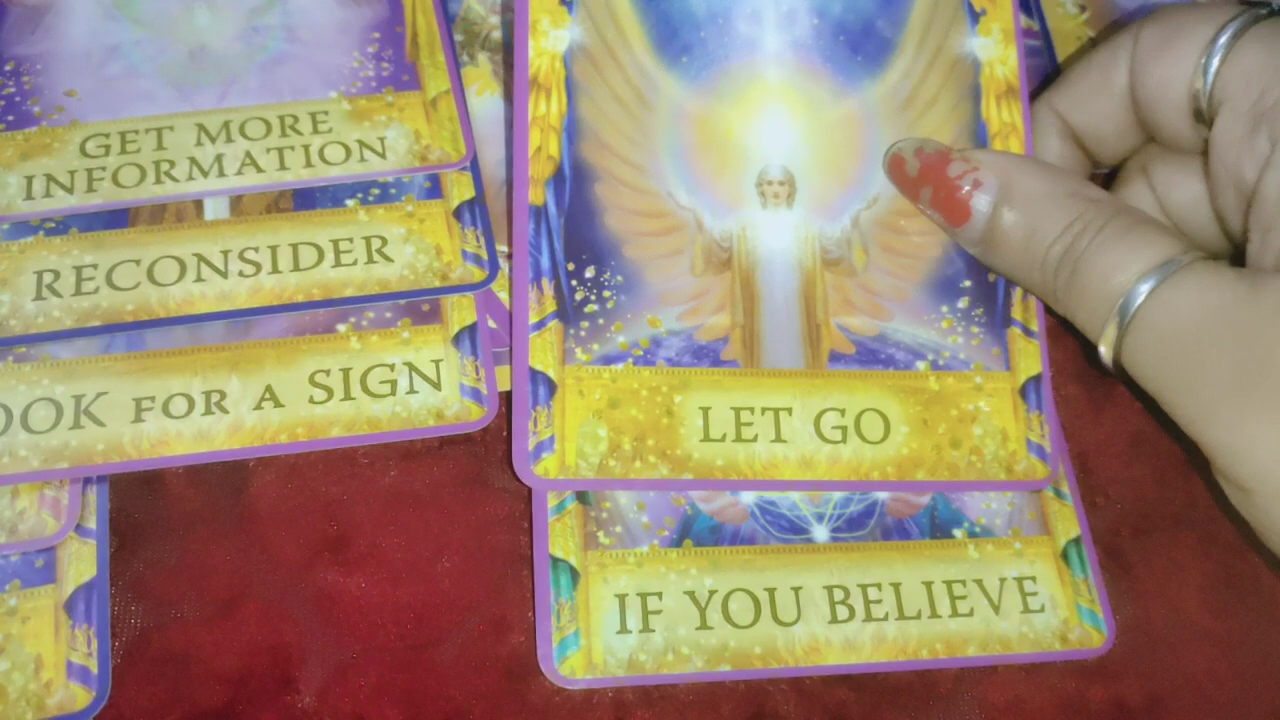 GET MORE
INFORMATION
RECONSIDER
OOK FOR A SIGN
LET GO
IF YOU BELIEVE